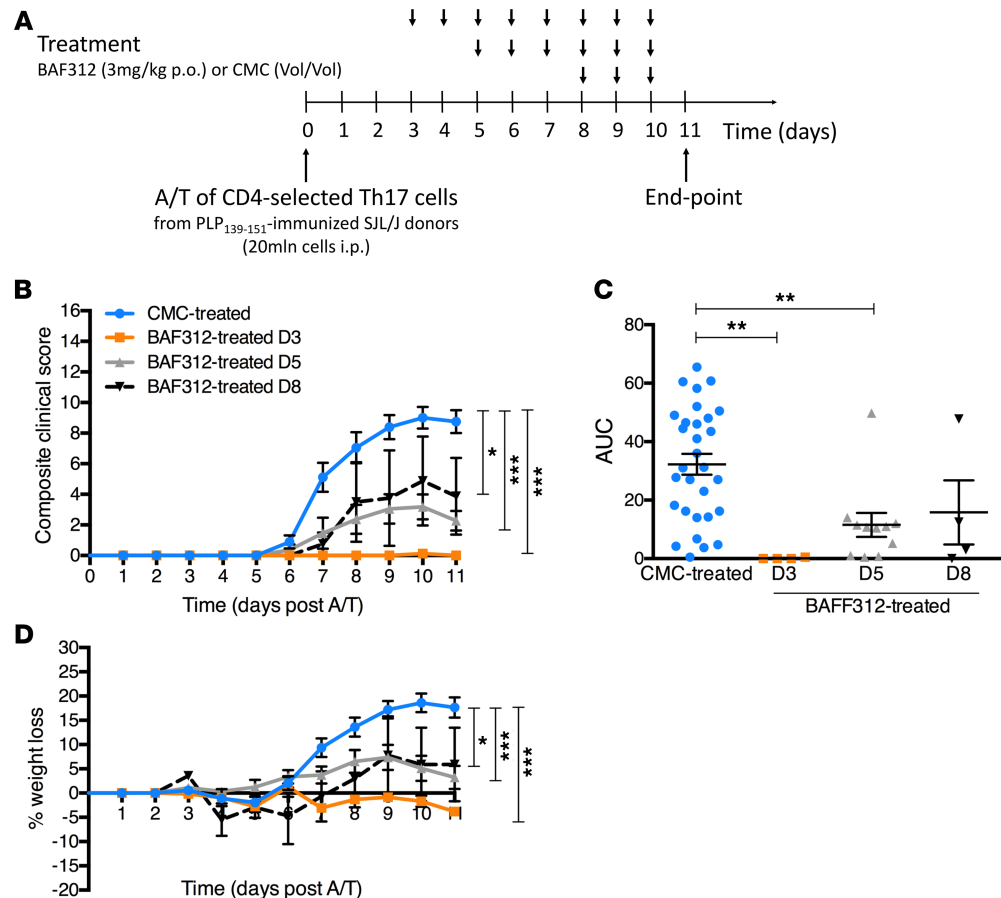 A
Treatment
BAF312 (3mg/kg p.o.) or CMC (Vol/Vol)
0 1 2 3 4 5 6 7 8 9 10 11 Time (days)
A/T of CD4-selected Th17 cells
from PLP139-151-immunized SJL/J donors
(20mln cells i.p.)
End-point
B
Composite clinical score
16
14
12
10
8
6
4
2
0
CMC-treated
BAF312-treated D3
BAF312-treated D5
BAF312-treated D8
*
***
***
0 1 2 3 4 5 6 7 8 9 10 11
Time (days post A/T)
C
AUC
80
60
40
20
0
**
**
CMC-treated D3 D5 D8
BAFF312-treated
D
% weight loss
30
25
20
15
10
5
0
-5
-10
-15
-20
*
***
***
1 2 3 4 5 6 7 8 9 10 11
Time (days post A/T)